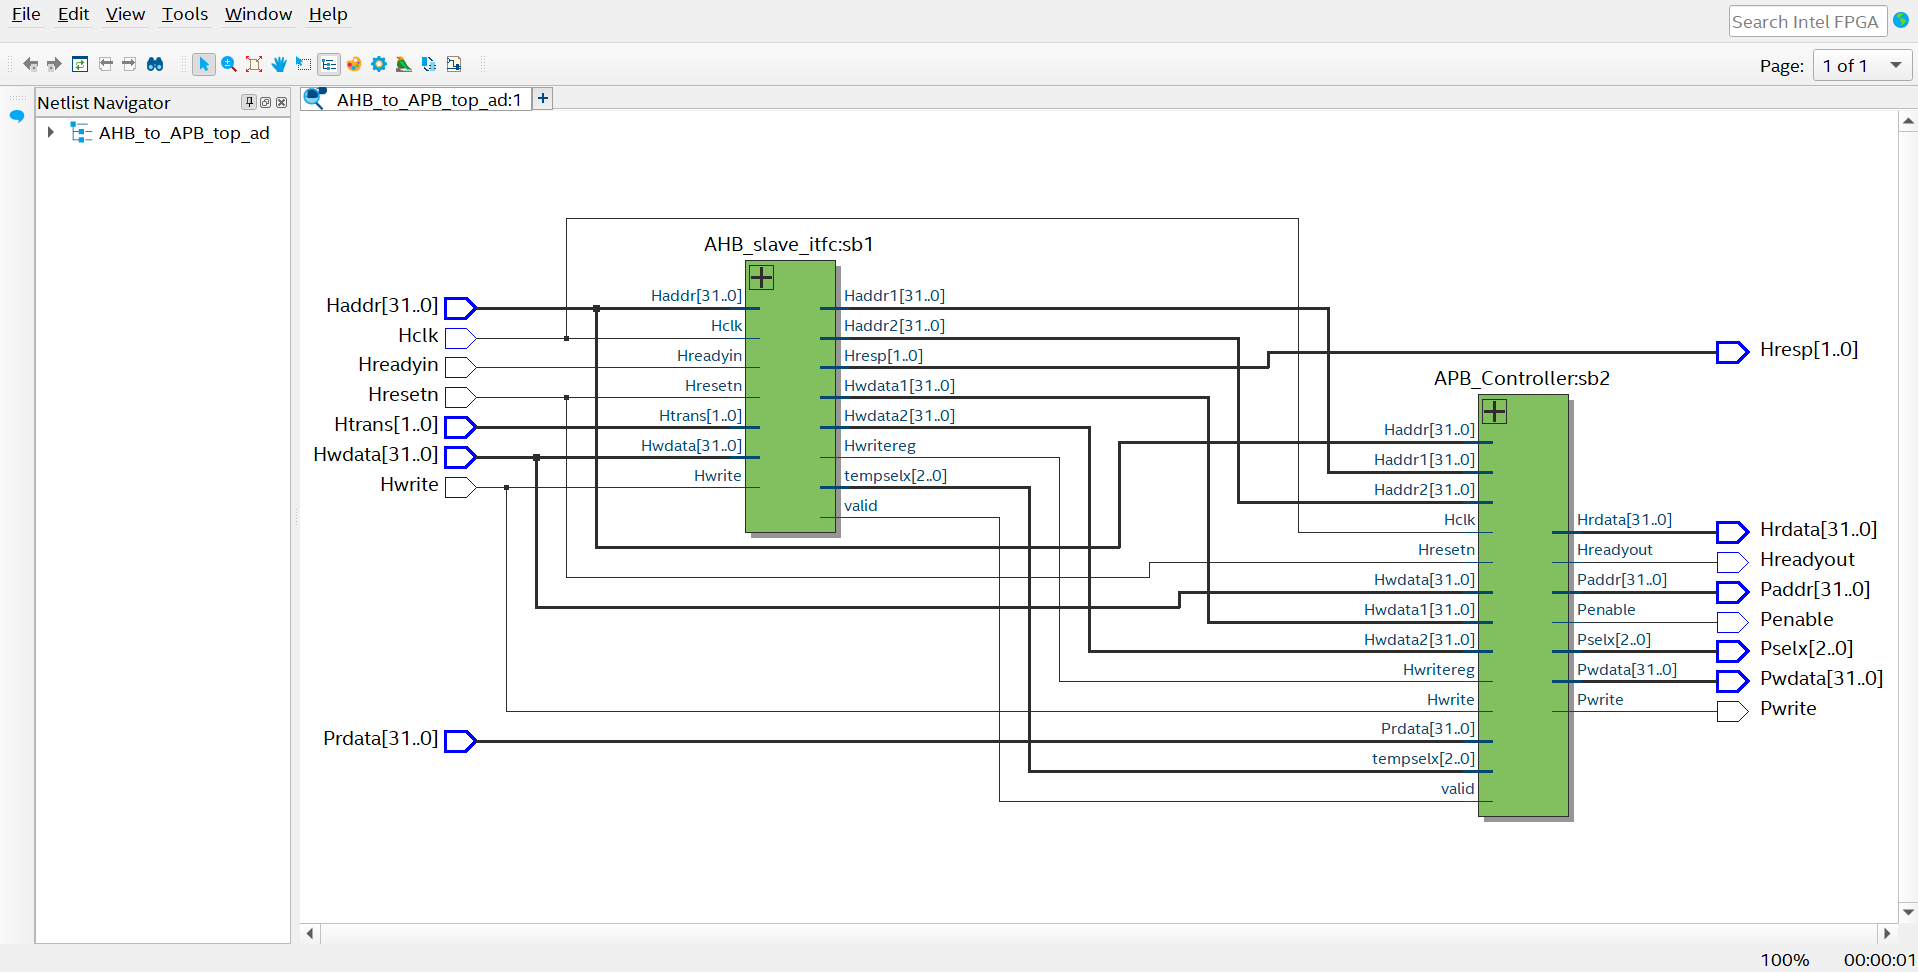 File Edit View Tools Window Help
Search Intel FPGA
Page: 1 of 1
Netlist Navigator
AHB_to_APB_top_ad
AHB_to_APB_top_ad:1
AHB_slave_itfc:sb1
Haddr[31..0]
Hclk
Hreadyin
Hresetn
Htrans[1..0]
Hwdata[31..0]
Hwrite
Prdata[31..0]
Haddr[31..0]
Hclk
Hreadyin
Hresetn
Htrans[1..0]
Hwdata[31..0]
Hwrite
Haddr1[31..0]
Haddr2[31..0]
Hresp[1..0]
Hwdata1[31..0]
Hwdata2[31..0]
Hwritereg
tempselx[2..0]
valid
APB_Controller:sb2
Haddr[31..0]
Haddr1[31..0]
Haddr2[31..0]
Hclk
Hresetn
Hwdata[31..0]
Hwdata1[31..0]
Hwdata2[31..0]
Hwritereg
Hwrite
Prdata[31..0]
tempselx[2..0]
valid
Hrdata[31..0]
Hreadyout
Paddr[31..0]
Penable
Pselx[2..0]
Pwdata[31..0]
Pwrite
Hresp[1..0]
Hrdata[31..0]
Hreadyout
Paddr[31..0]
Penable
Pselx[2..0]
Pwdata[31..0]
Pwrite
100% 00:00:01